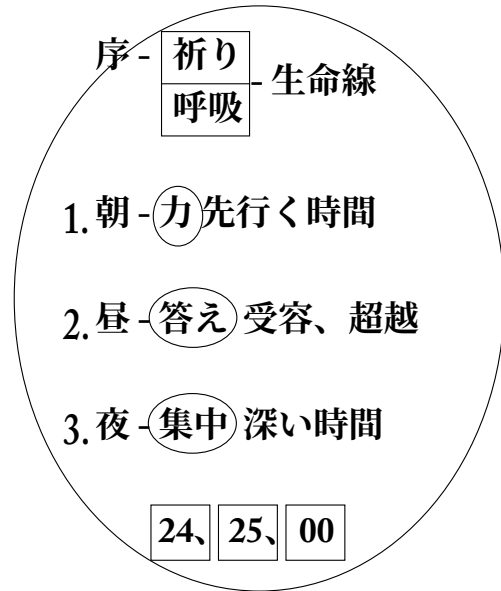 序 - 祈り
呼吸 - 生命線
1. 朝 - 力 先行く時間
2. 昼 - 答え 受容、超越
3. 夜 - 集中 深い時間
24、 25、 00